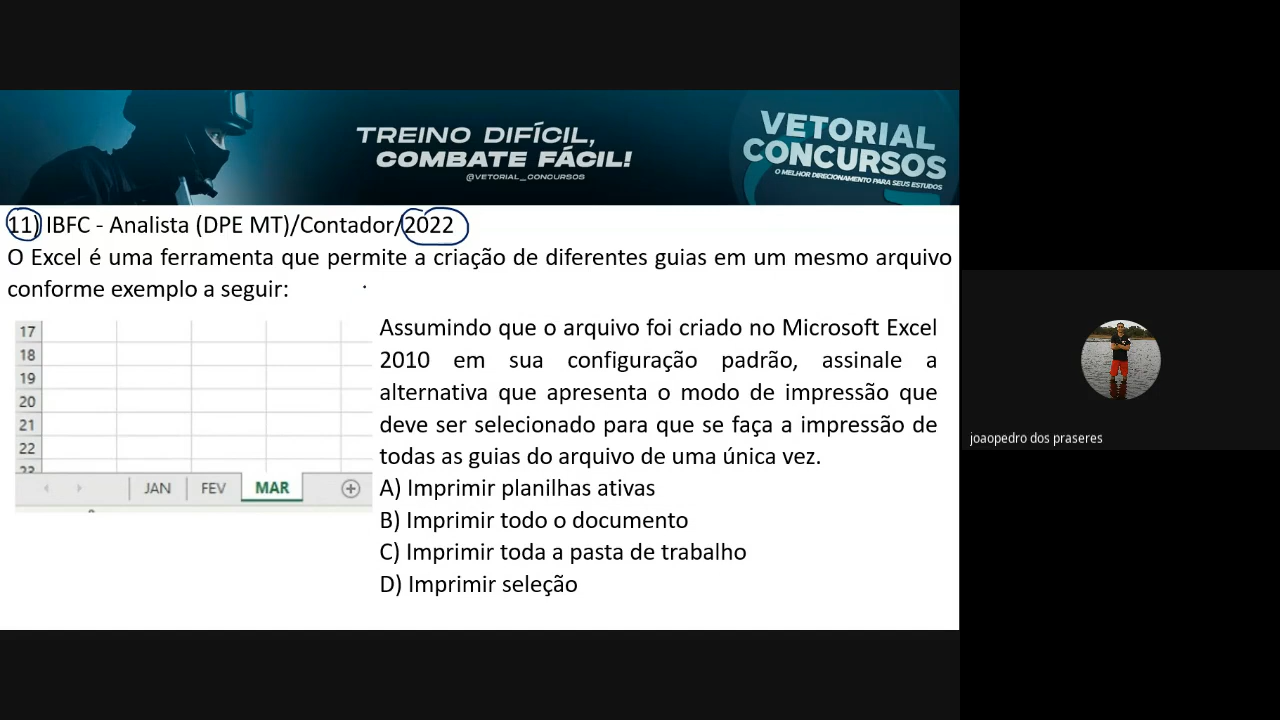 TREINO DIFÍCIL,
COMBATE FÁCIL!
@VETORIAL_CONCURSOS
VETORIAL
CONCURSOS
O MELHOR DIRECIONAMENTO PARA SEUS ESTUDOS
11) IBFC - Analista (DPE MT)/Contador/2022
O Excel é uma ferramenta que permite a criação de diferentes guias em um mesmo arquivo
conforme exemplo a seguir:
17
18
19
20
21
22
23
JAN FEV MAR
Assumindo que o arquivo foi criado no Microsoft Excel
2010 em sua configuração padrão, assinale a
alternativa que apresenta o modo de impressão que
deve ser selecionado para que se faça a impressão de
todas as guias do arquivo de uma única vez.
A) Imprimir planilhas ativas
B) Imprimir todo o documento
C) Imprimir toda a pasta de trabalho
D) Imprimir seleção
joaopedro dos praseres